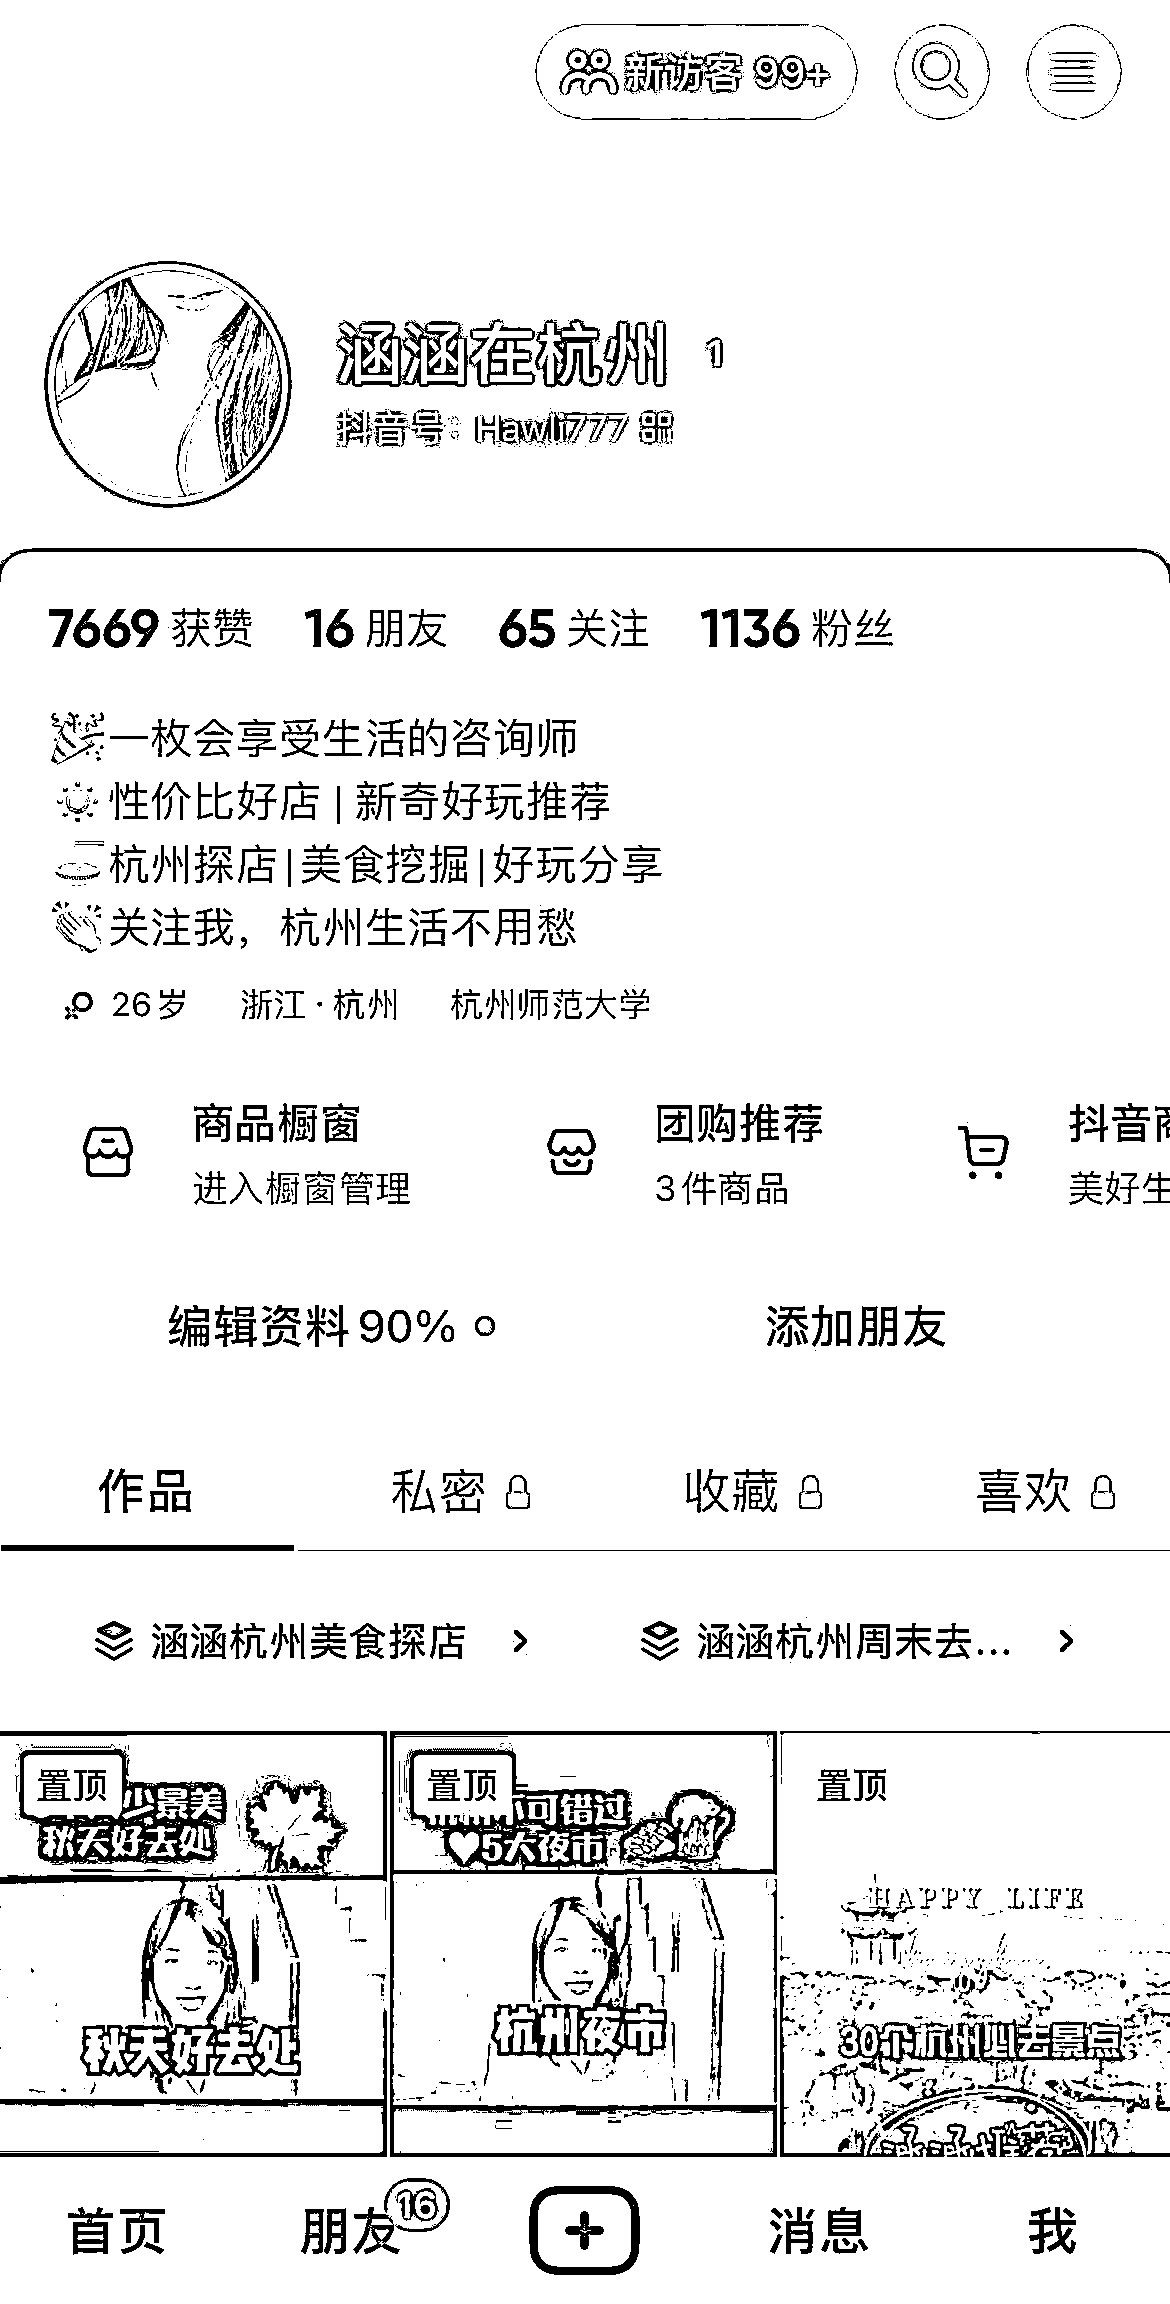 新访客 99+
涵涵在杭州 1
抖音号: Hawli777
7669 获赞 16 朋友 65 关注 1136 粉丝
一枚会享受生活的咨询师
性价比好店 | 新奇好玩推荐
杭州探店|美食挖掘|好玩分享
关注我，杭州生活不用愁
26岁 浙江·杭州 杭州师范大学
商品橱窗 团购推荐 抖音商
进入橱窗管理 3件商品 美好生
编辑资料 90% 添加朋友
作品 私密 收藏 喜欢
涵涵杭州美食探店 涵涵杭州周末去...
置顶 置顶 置顶
少景美
秋天好去处
可错过
5大夜市
HAPPY LIFE
秋天好去处
杭州夜市
30个杭州必去景点
首页 朋友 16 消息 我